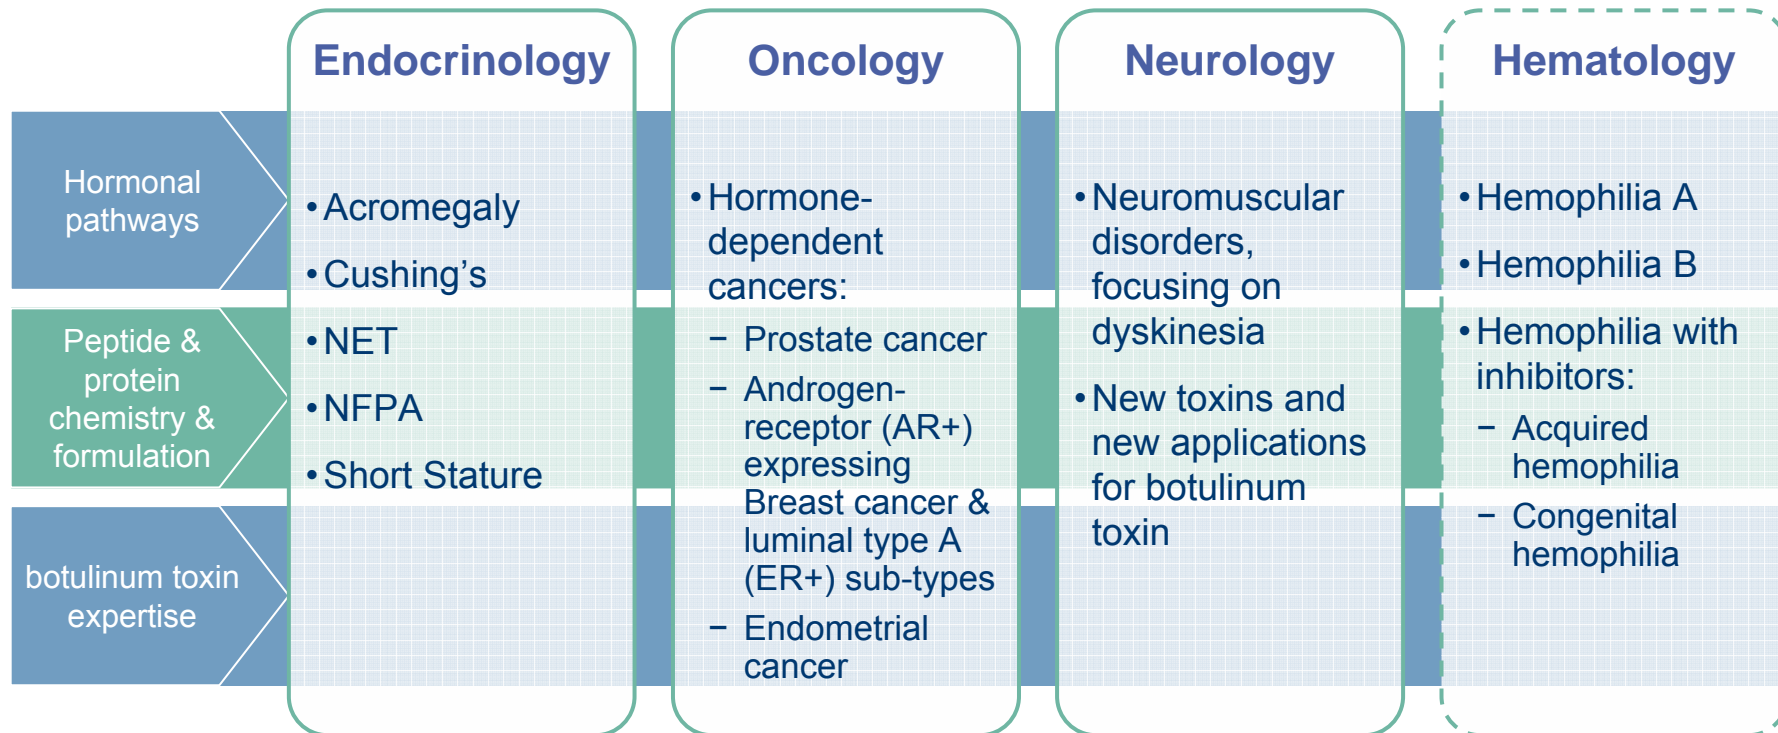 Endocrinology
Oncology
Neurology
Hematology
Hormonal
pathways
Peptide &
protein
chemistry &
formulation
botulinum toxin
expertise
•Acromegaly
•Cushing’s
•NET
•NFPA
•Short Stature
•Hormone-
dependent
cancers:
− Prostate cancer
− Androgen-
receptor (AR+)
expressing
Breast cancer &
luminal type A
(ER+) sub-types
− Endometrial
cancer
•Neuromuscular
disorders,
focusing on
dyskinesia
•New toxins and
new applications
for botulinum
toxin
•Hemophilia A
•Hemophilia B
•Hemophilia with
inhibitors:
− Acquired
hemophilia
− Congenital
hemophilia